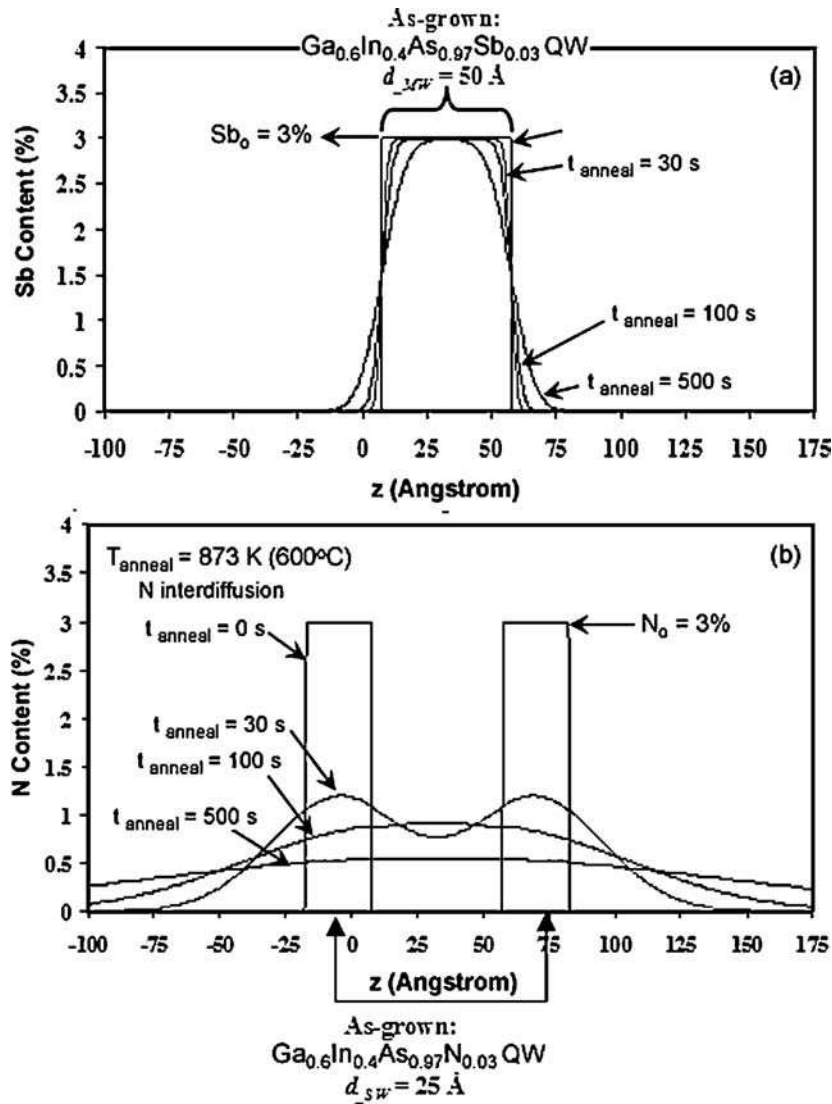 As-grown:
Ga0.6In0.4As0.97Sb0.03 QW
d_MW = 50 Å
(a)
Sb Content (%)
4
3.5
3
2.5
2
1.5
1
0.5
0
Sbo = 3%
t anneal = 30 s
t anneal = 100 s
t anneal = 500 s
-100 -75 -50 -25 0 25 50 75 100 125 150 175
z (Angstrom)
(b)
N Content (%)
4
3.5
3
2.5
2
1.5
1
0.5
0
Tanneal = 873 K (600ºC)
N interdiffusion
t anneal = 0 s
No = 3%
t anneal = 30 s
t anneal = 100 s
t anneal = 500 s
-100 -75 -50 -25 0 25 50 75 100 125 150 175
z (Angstrom)
As-grown:
Ga0.6In0.4As0.97N0.03 QW
d_SW = 25 Å